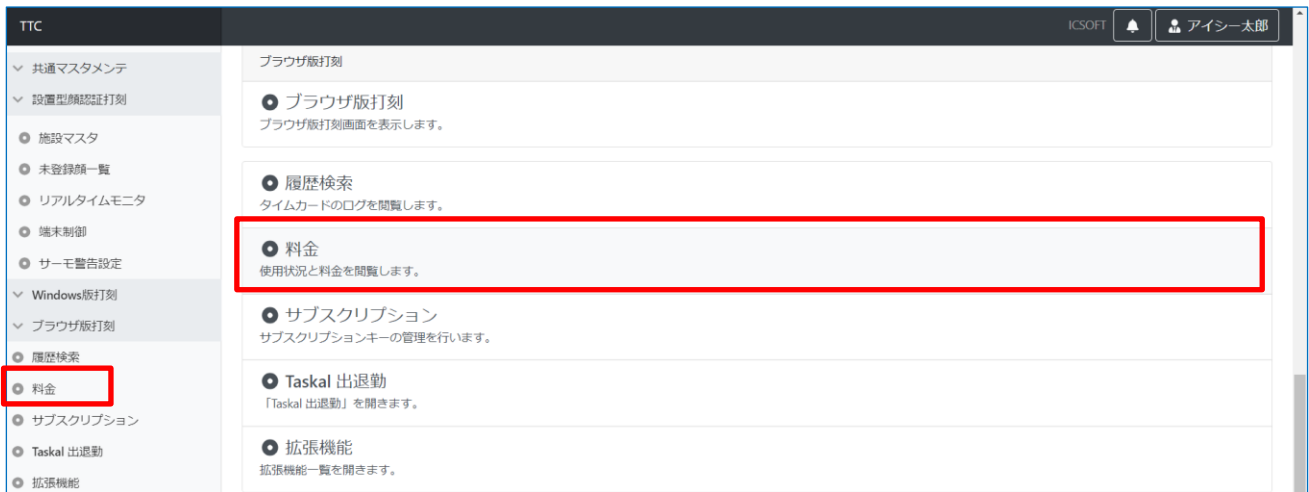 TTC
ICSOFT
アイシー太郎
共通マスタメンテ
設置型顔認証打刻
施設マスタ
未登録顔一覧
リアルタイムモニタ
端末制御
サーモ警告設定
Windows版打刻
ブラウザ版打刻
履歴検索
料金
サブスクリプション
Taskal 出退勤
拡張機能
ブラウザ版打刻
ブラウザ版打刻
ブラウザ版打刻画面を表示します。
履歴検索
タイムカードのログを閲覧します。
料金
使用状況と料金を閲覧します。
サブスクリプション
サブスクリプションキーの管理を行います。
Taskal 出退勤
「Taskal 出退勤」を開きます。
拡張機能
拡張機能一覧を開きます。